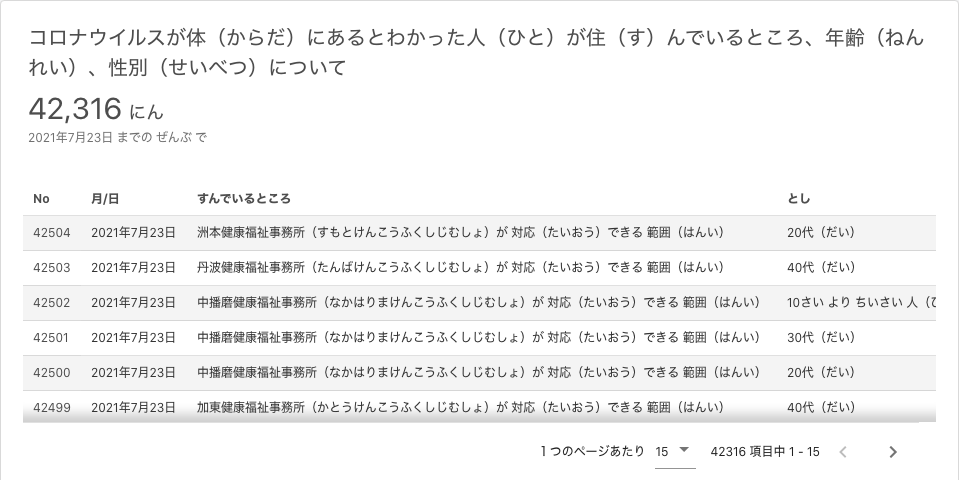 コロナウイルスが体（からだ）にあるとわかった人（ひと）が住（す）んでいるところ、年齢（ねん
れい）、性別（せいべつ）について
42,316 にん
2021年7月23日 までの ぜんぶ で
No 月/日 すんでいるところ とし
42504 2021年7月23日 洲本健康福祉事務所（すもとけんこうふくしじむしょ）が 対応（たいおう）できる 範囲（はんい） 20代（だい）
42503 2021年7月23日 丹波健康福祉事務所（たんばけんこうふくしじむしょ）が 対応（たいおう）できる 範囲（はんい） 40代（だい）
42502 2021年7月23日 中播磨健康福祉事務所（なかはりまけんこうふくしじむしょ）が 対応（たいおう）できる 範囲（はんい） 10さい より ちいさい 人（ひ
42501 2021年7月23日 中播磨健康福祉事務所（なかはりまけんこうふくしじむしょ）が 対応（たいおう）できる 範囲（はんい） 30代（だい）
42500 2021年7月23日 中播磨健康福祉事務所（なかはりまけんこうふくしじむしょ）が 対応（たいおう）できる 範囲（はんい） 20代（だい）
42499 2021年7月23日 加東健康福祉事務所（かとうけんこうふくしじむしょ）が 対応（たいおう）できる 範囲（はんい） 40代（だい）
1 つのページあたり 15 42316 項目中 1 - 15